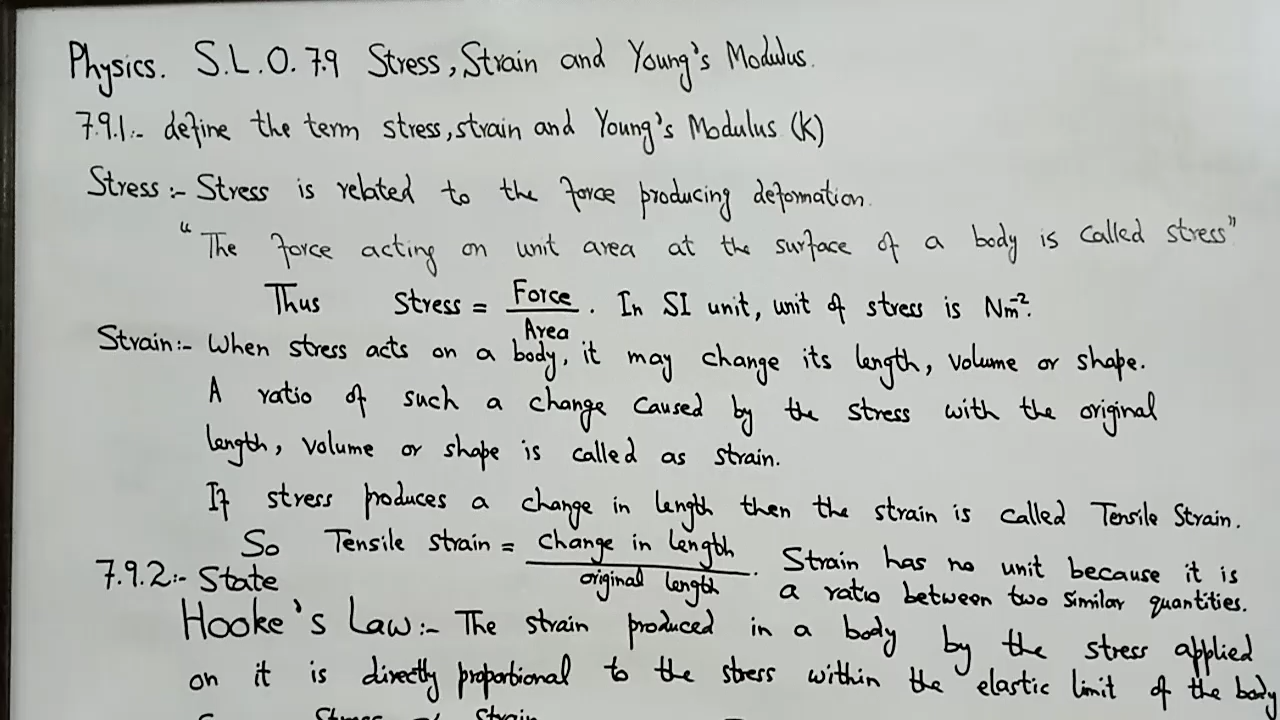 Physics. S.L.O. 7.9 Stress, Strain and Young's Modulus.
7.9.1:- define the term stress, strain and Young's Modulus (K)
Stress:- Stress is related to the force producing deformation.
"The force acting on unit area at the surface of a body is called stress"
Thus Stress = Force / Area . In SI unit, unit of stress is Nm⁻².
Strain:- When stress acts on a body, it may change its length, volume or shape.
A ratio of such a change caused by the stress with the original
length, volume or shape is called as strain.
If stress produces a change in length then the strain is called Tensile Strain.
So Tensile strain = Change in length / original length . Strain has no unit because it is
a ratio between two similar quantities.
7.9.2:- State
Hooke's Law:- The strain produced in a body by the stress applied
on it is directly proportional to the stress within the elastic limit of the body
Stress Strain